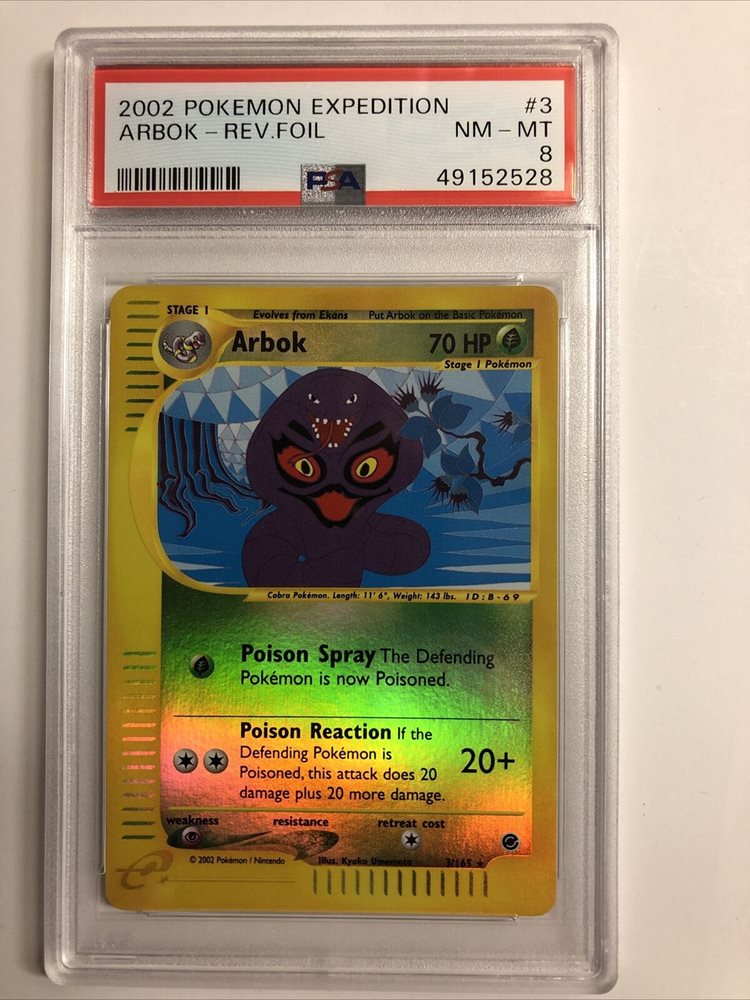 2002 POKEMON EXPEDITION #3
ARBOK - REV.FOIL NM - MT
8
PSA 49152528
STAGE 1 Evolves from Ekans Put Arbok on the Basic Pokémon
Arbok 70 HP
Stage 1 Pokémon
Cobra Pokémon. Length: 11' 6", Weight: 143 lbs. ID: B-69
Poison Spray The Defending
Pokémon is now Poisoned.
Poison Reaction If the
Defending Pokémon is
Poisoned, this attack does 20
damage plus 20 more damage.
20+
weakness resistance retreat cost
© 2002 Pokémon / Nintendo Illus. Kyoko Umemoto 3/165 ★
e